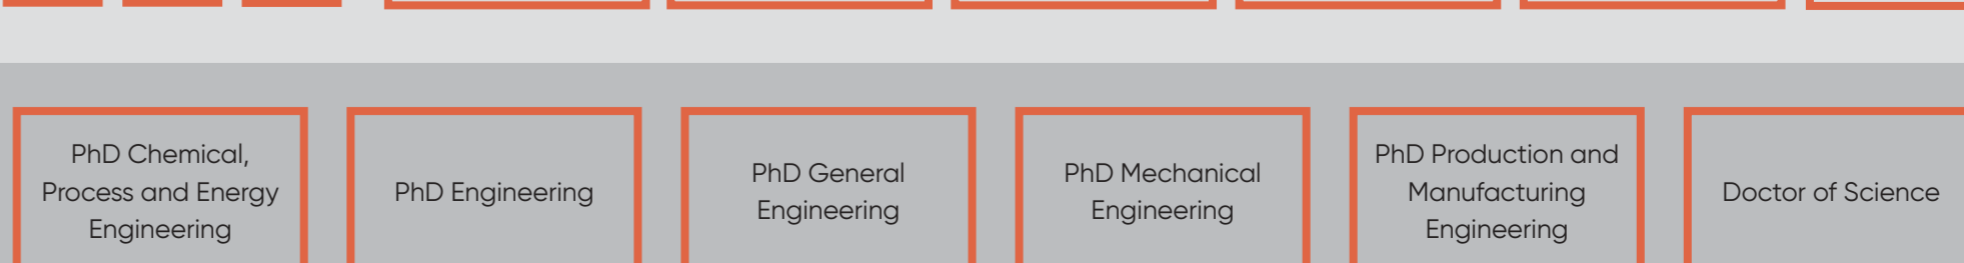 PhD Chemical,
Process and Energy
Engineering
PhD Engineering
PhD General
Engineering
PhD Mechanical
Engineering
PhD Production and
Manufacturing
Engineering
Doctor of Science